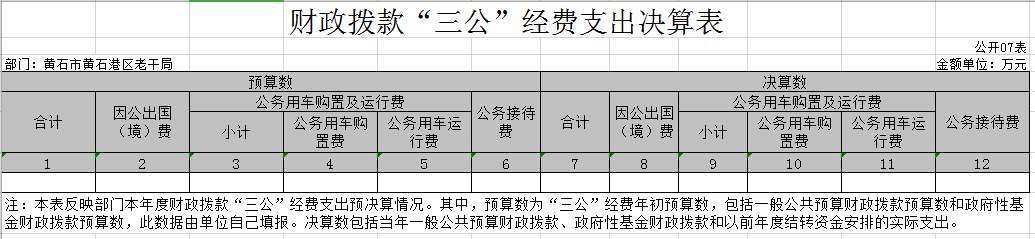 财政拨款“三公”经费支出决算表
公开07表
部门：黄石市黄石港区老干局 金额单位：万元
预算数 决算数
合计 因公出国（境）费 公务用车购置及运行费 公务接待费 合计 因公出国（境）费 公务用车购置及运行费 公务接待费
小计 公务用车购置费 公务用车运行费 小计 公务用车购置费 公务用车运行费
1 2 3 4 5 6 7 8 9 10 11 12
注：本表反映部门本年度财政拨款“三公”经费支出预决算情况。其中，预算数为“三公”经费年初预算数，包括一般公共预算财政拨款预算数和政府性基
金财政拨款预算数，此数据由单位自己填报。决算数包括当年一般公共预算财政拨款、政府性基金财政拨款和以前年度结转资金安排的实际支出。